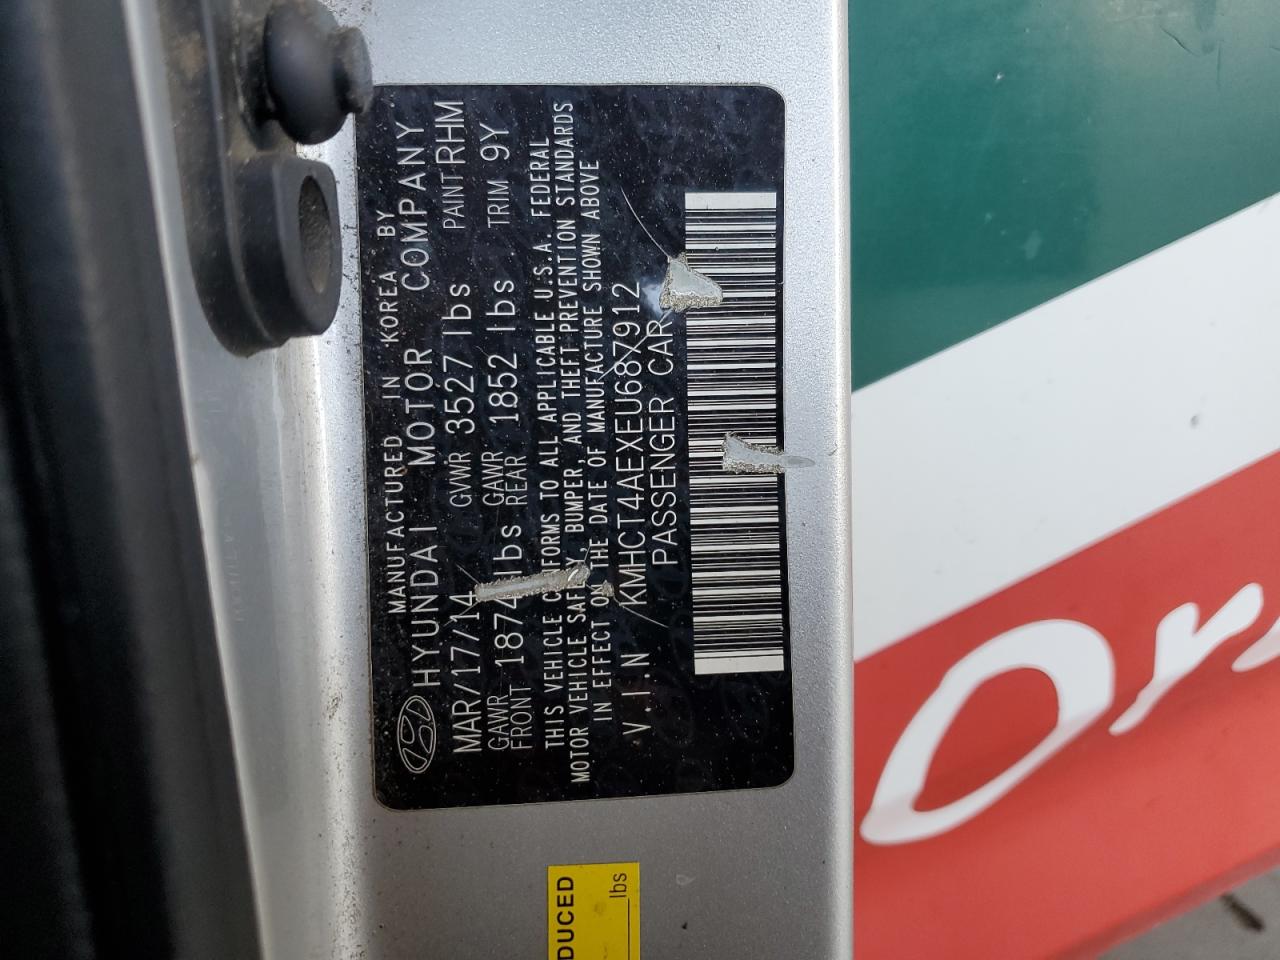 MANUFACTURED IN KOREA BY
HYUNDAI MOTOR COMPANY
MAR/17/14 GVWR 3527 lbs PAINT:RHM
GAWR FRONT 1874 lbs GAWR REAR 1852 lbs TRIM 9Y
THIS VEHICLE CONFORMS TO ALL APPLICABLE U.S.A. FEDERAL
MOTOR VEHICLE SAFETY, BUMPER, AND THEFT PREVENTION STANDARDS
IN EFFECT ON THE DATE OF MANUFACTURE SHOWN ABOVE
V.I.N KMHCT4AEXEU687912
PASSENGER CAR
DUCED
lbs
Or